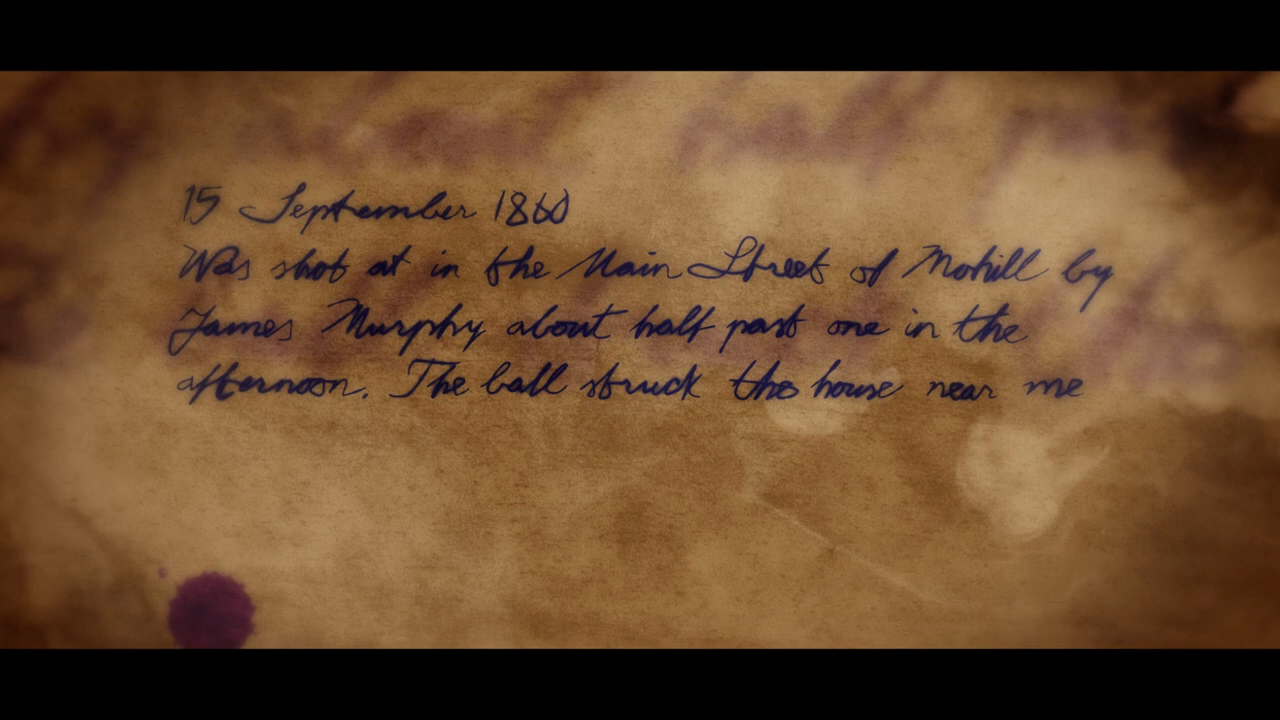 15 September 1860
Was shot at in the Main Street of Mohill by
James Murphy about half past one in the
afternoon. The ball struck the house near me